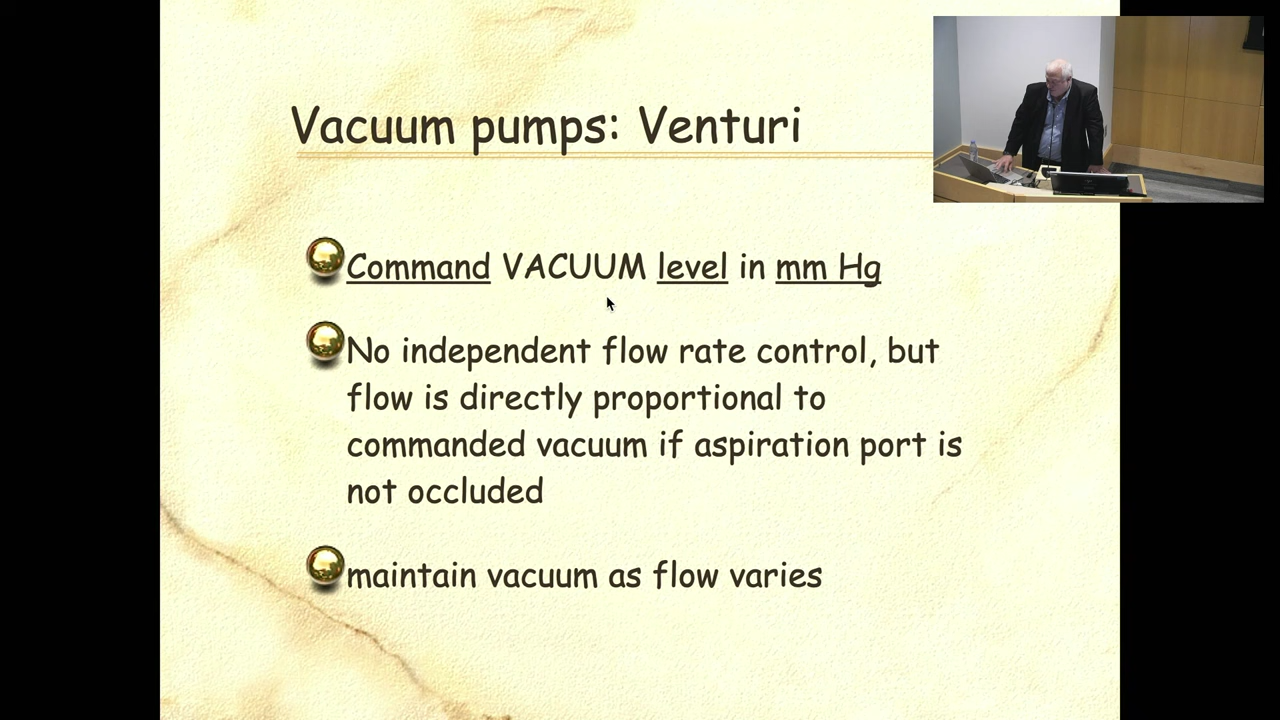 Vacuum pumps: Venturi
Command VACUUM level in mm Hg
No independent flow rate control, but
flow is directly proportional to
commanded vacuum if aspiration port is
not occluded
maintain vacuum as flow varies